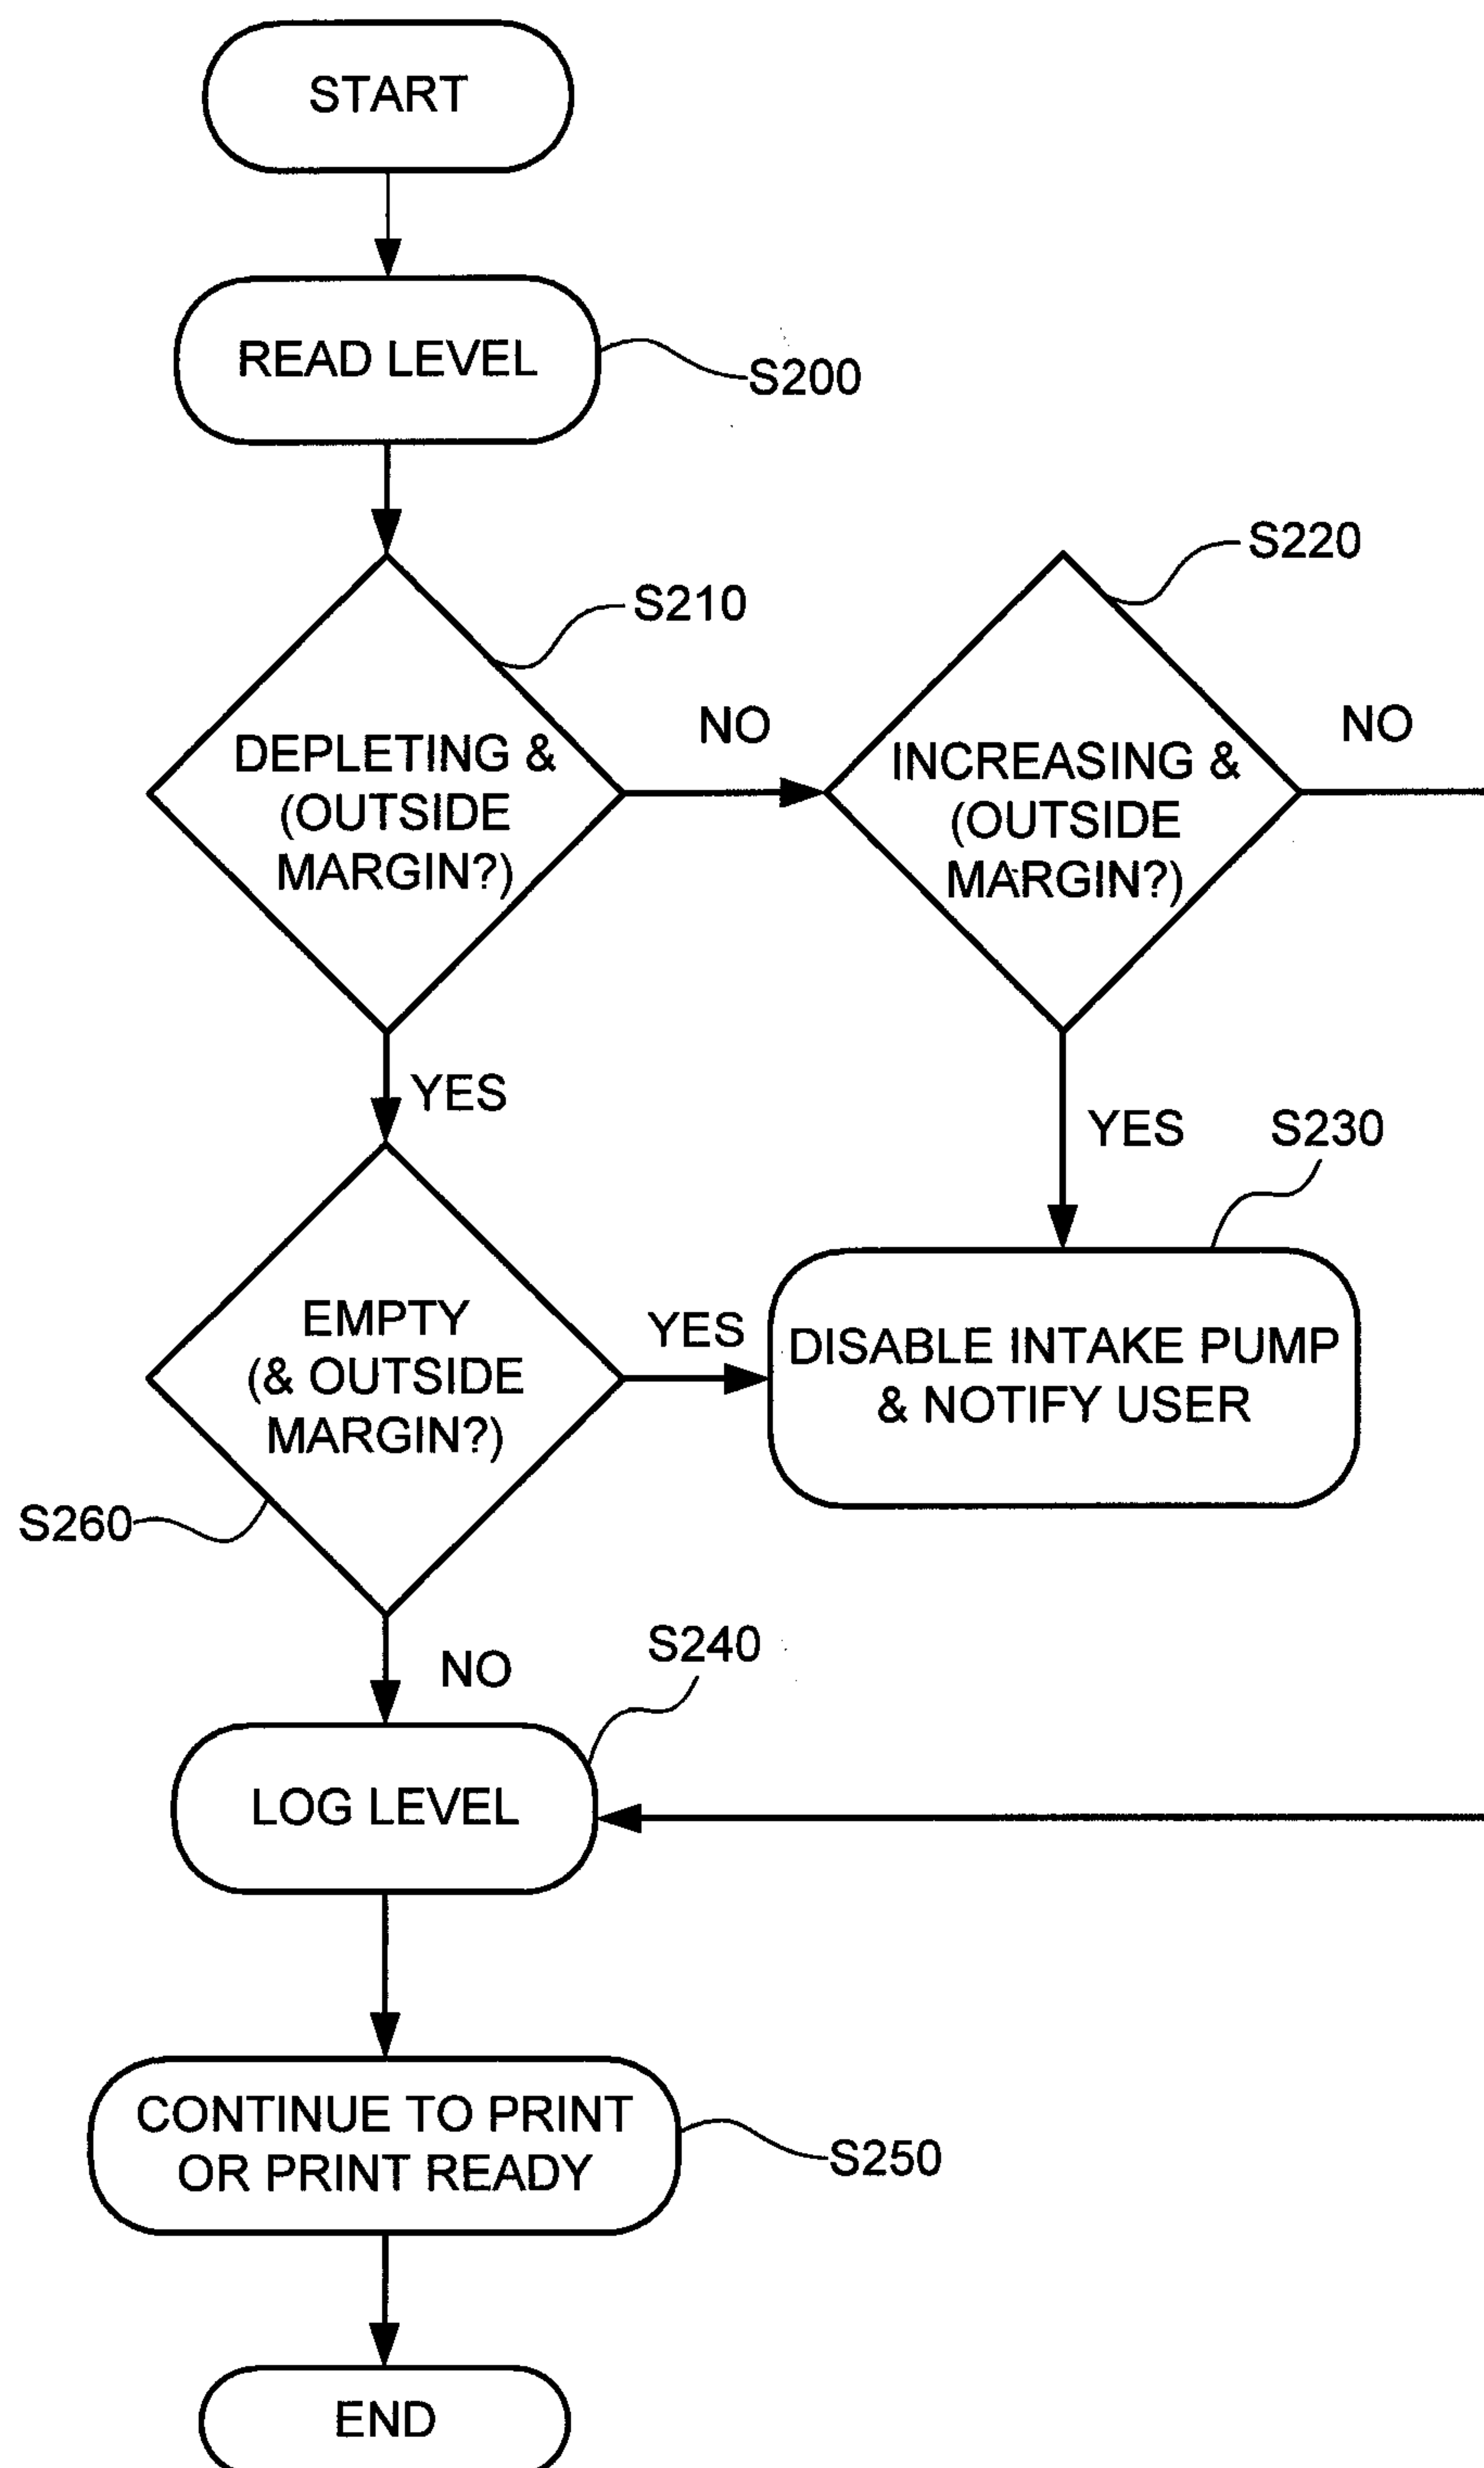 START
READ LEVEL
S200
S210
S220
DEPLETING &
(OUTSIDE
MARGIN?)
NO
INCREASING &
(OUTSIDE
MARGIN?)
NO
YES
YES
S230
EMPTY
(& OUTSIDE
MARGIN?)
YES
DISABLE INTAKE PUMP
& NOTIFY USER
S260
NO
S240
LOG LEVEL
CONTINUE TO PRINT
OR PRINT READY
S250
END